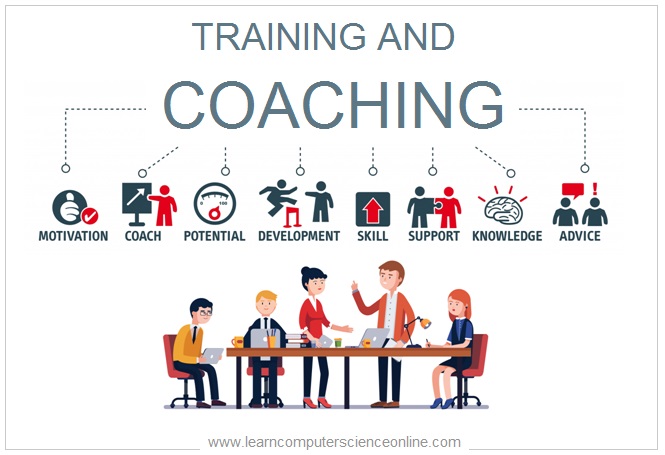 TRAINING AND
COACHING
MOTIVATION COACH POTENTIAL DEVELOPMENT SKILL SUPPORT KNOWLEDGE ADVICE
www.learncomputerscienceonline.com